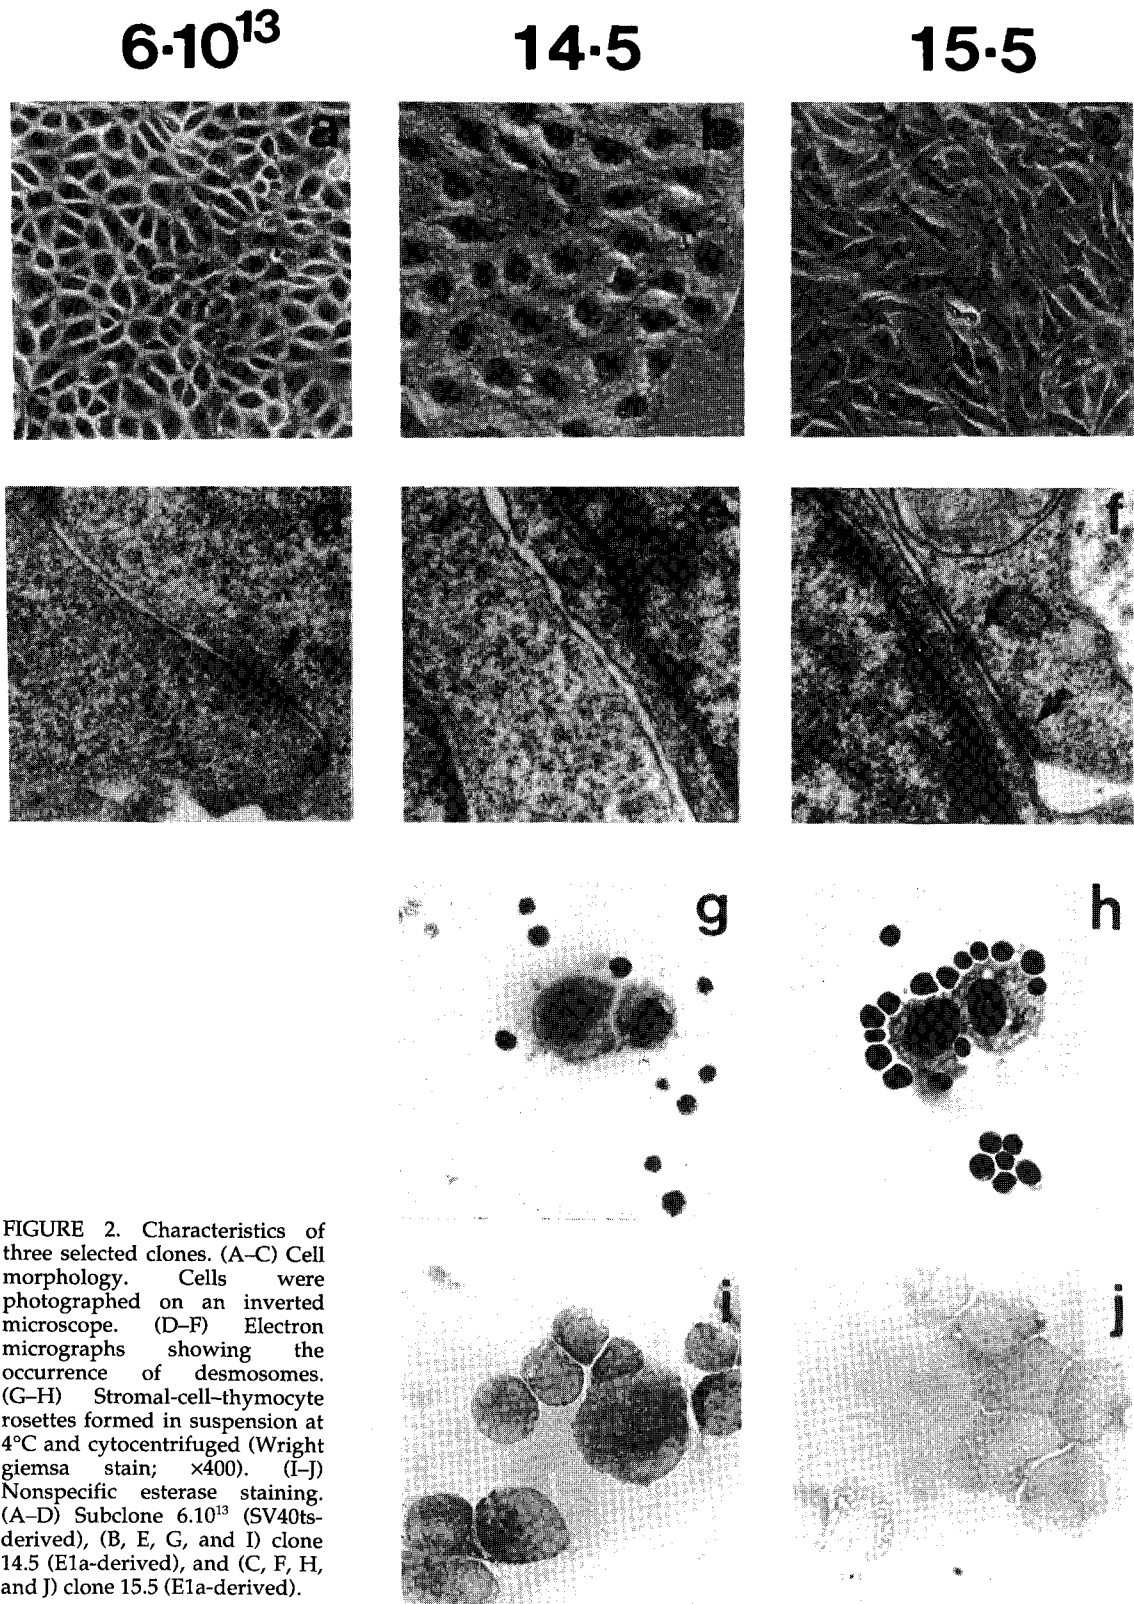 6·10¹³
14·5
15·5
a
b
c
d
e
f
g
h
i
j
FIGURE 2. Characteristics of
three selected clones. (A–C) Cell
morphology. Cells were
photographed on an inverted
microscope. (D–F) Electron
micrographs showing the
occurrence of desmosomes.
(G–H) Stromal-cell–thymocyte
rosettes formed in suspension at
4°C and cytocentrifuged (Wright
giemsa stain; ×400). (I–J)
Nonspecific esterase staining.
(A–D) Subclone 6.10¹³ (SV40ts-
derived), (B, E, G, and I) clone
14.5 (E1a-derived), and (C, F, H,
and J) clone 15.5 (E1a-derived).